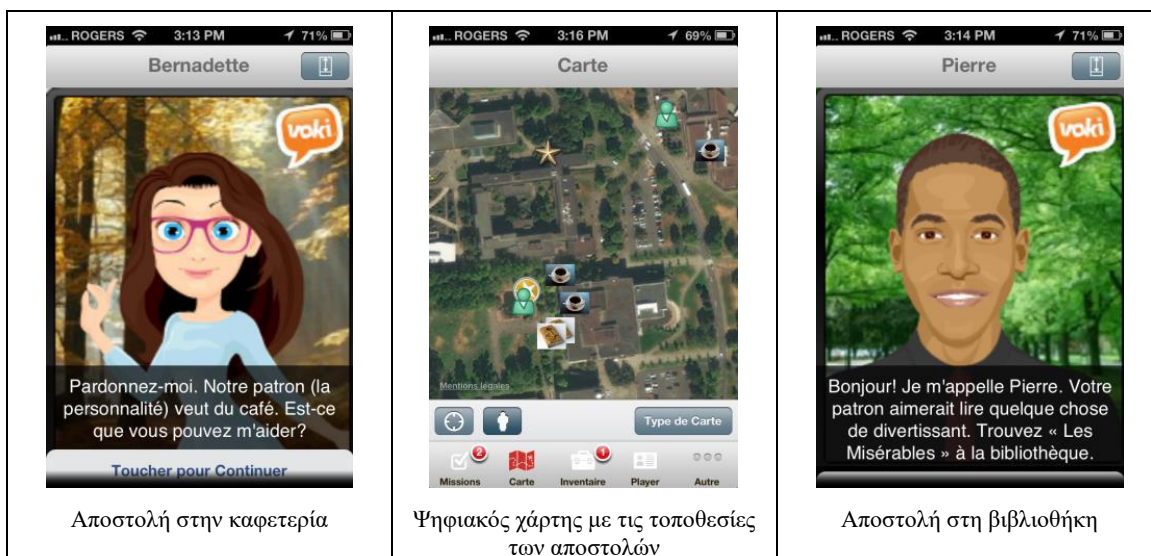 ROGERS 3:13 PM 71%
Bernadette
voki
Pardonnez-moi. Notre patron (la
personnalité) veut du café. Est-ce
que vous pouvez m'aider?
Toucher pour Continuer
Αποστολή στην καφετερία
ROGERS 3:16 PM 69%
Carte
Mentions légales
Type de Carte
2 1
Missions Carte Inventaire Player Autre
Ψηφιακός χάρτης με τις τοποθεσίες
των αποστολών
ROGERS 3:14 PM 71%
Pierre
voki
Bonjour! Je m'appelle Pierre. Votre
patron aimerait lire quelque chose
de divertissant. Trouvez « Les
Misérables » à la bibliothèque.
Αποστολή στη βιβλιοθήκη